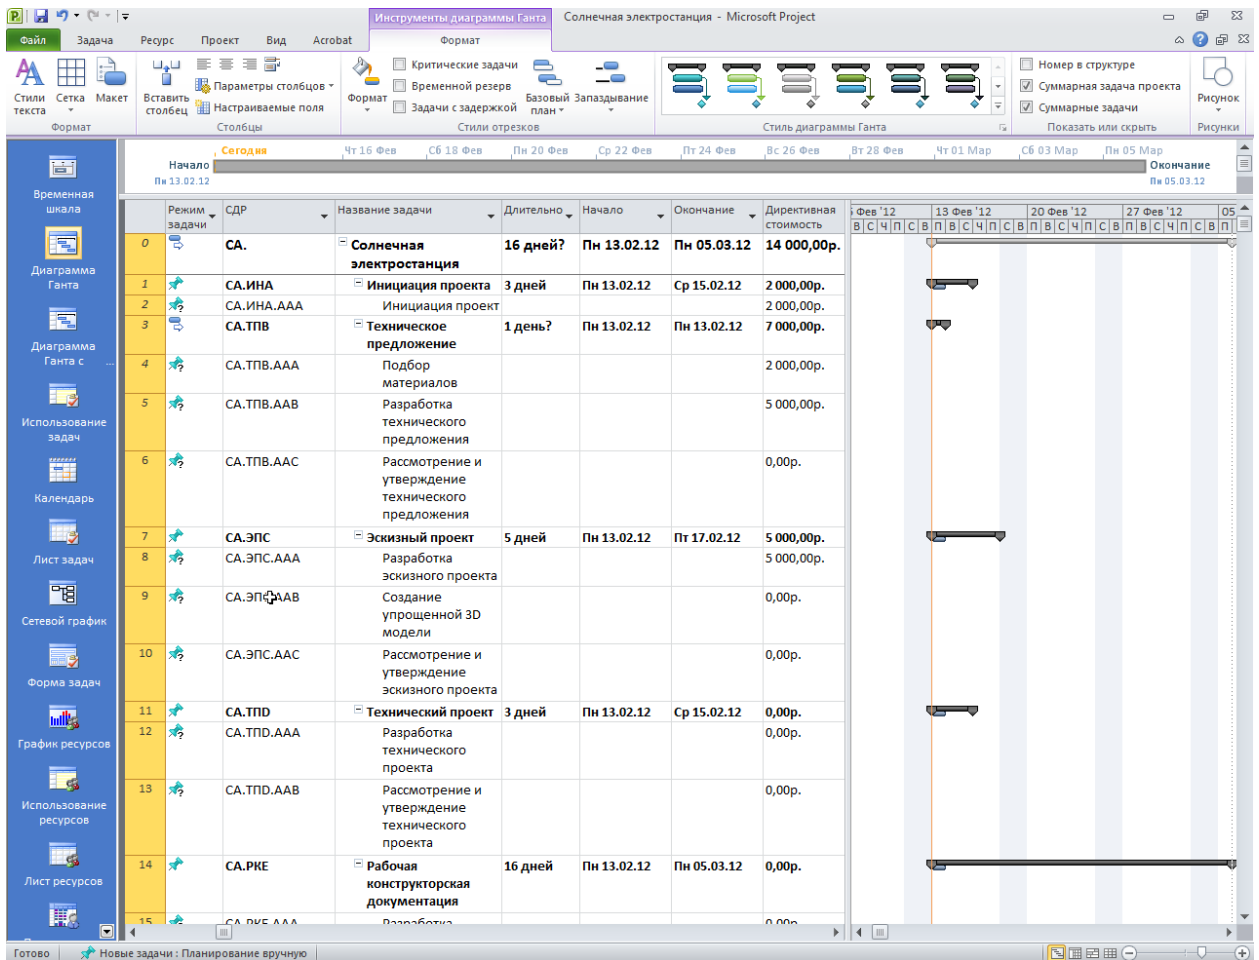 Инструменты диаграммы Ганта
Солнечная электростанция - Microsoft Project
Файл Задача Ресурс Проект Вид Acrobat Формат
Стили текста
Сетка
Макет
Формат
Вставить столбец
Параметры столбцов
Настраиваемые поля
Столбцы
Формат
Критические задачи
Временной резерв
Задачи с задержкой
Базовый план
Запаздывание
Стили отрезков
Стиль диаграммы Ганта
Номер в структуре
Суммарная задача проекта
Суммарные задачи
Показать или скрыть
Рисунок
Рисунки
Сегодня Чт 16 Фев Сб 18 Фев Пн 20 Фев Ср 22 Фев Пт 24 Фев Вс 26 Фев Вт 28 Фев Чт 01 Мар Сб 03 Мар Пн 05 Мар
Начало
Пн 13.02.12
Окончание
Пн 05.03.12
Временная шкала
Диаграмма Ганта
Диаграмма Ганта с ...
Использование задач
Календарь
Лист задач
Сетевой график
Форма задач
График ресурсов
Использование ресурсов
Лист ресурсов
Режим задачи СДР Название задачи Длительно Начало Окончание Директивная стоимость
Фев '12 13 Фев '12 20 Фев '12 27 Фев '12 05
В С Ч П С В П В С Ч П С В П В С Ч П С В П В С Ч П С В П
0 СА. Солнечная электростанция 16 дней? Пн 13.02.12 Пн 05.03.12 14 000,00р.
1 СА.ИНА Инициация проекта 3 дней Пн 13.02.12 Ср 15.02.12 2 000,00р.
2 СА.ИНА.ААА Инициация проект 2 000,00р.
3 СА.ТПВ Техническое предложение 1 день? Пн 13.02.12 Пн 13.02.12 7 000,00р.
4 СА.ТПВ.ААА Подбор материалов 2 000,00р.
5 СА.ТПВ.ААВ Разработка технического предложения 5 000,00р.
6 СА.ТПВ.ААС Рассмотрение и утверждение технического предложения 0,00р.
7 СА.ЭПС Эскизный проект 5 дней Пн 13.02.12 Пт 17.02.12 5 000,00р.
8 СА.ЭПС.ААА Разработка эскизного проекта 5 000,00р.
9 СА.ЭПС.ААВ Создание упрощенной 3D модели 0,00р.
10 СА.ЭПС.ААС Рассмотрение и утверждение эскизного проекта 0,00р.
11 СА.ТПD Технический проект 3 дней Пн 13.02.12 Ср 15.02.12 0,00р.
12 СА.ТПD.ААА Разработка технического проекта 0,00р.
13 СА.ТПD.ААВ Рассмотрение и утверждение технического проекта 0,00р.
14 СА.РКЕ Рабочая конструкторская документация 16 дней Пн 13.02.12 Пн 05.03.12 0,00р.
15 СА.РКЕ.ААА Разработка 0,00р.
Готово Новые задачи : Планирование вручную